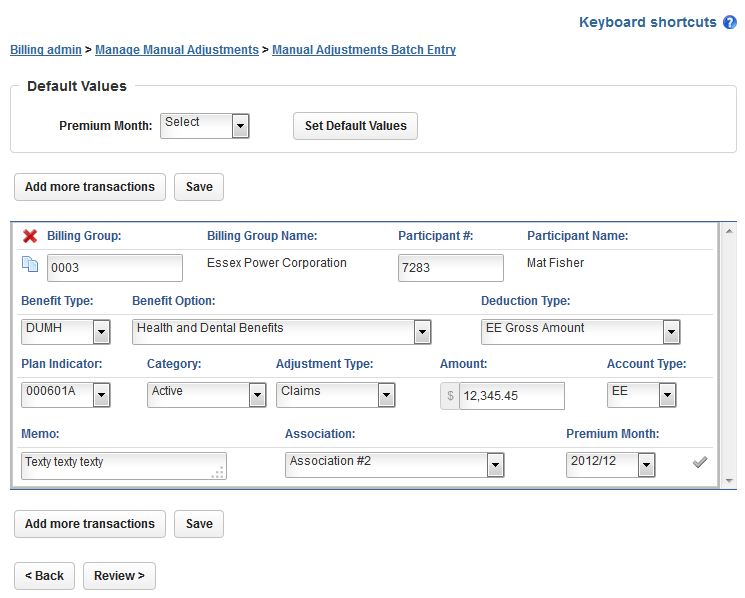 Keyboard shortcuts ?
Billing admin > Manage Manual Adjustments > Manual Adjustments Batch Entry
Default Values
Premium Month: Select Set Default Values
Add more transactions Save
Billing Group: Billing Group Name: Participant #: Participant Name:
0003 Essex Power Corporation 7283 Mat Fisher
Benefit Type: Benefit Option: Deduction Type:
DUMH Health and Dental Benefits EE Gross Amount
Plan Indicator: Category: Adjustment Type: Amount: Account Type:
000601A Active Claims $ 12,345.45 EE
Memo: Association: Premium Month:
Texty texty texty Association #2 2012/12
Add more transactions Save
< Back Review >